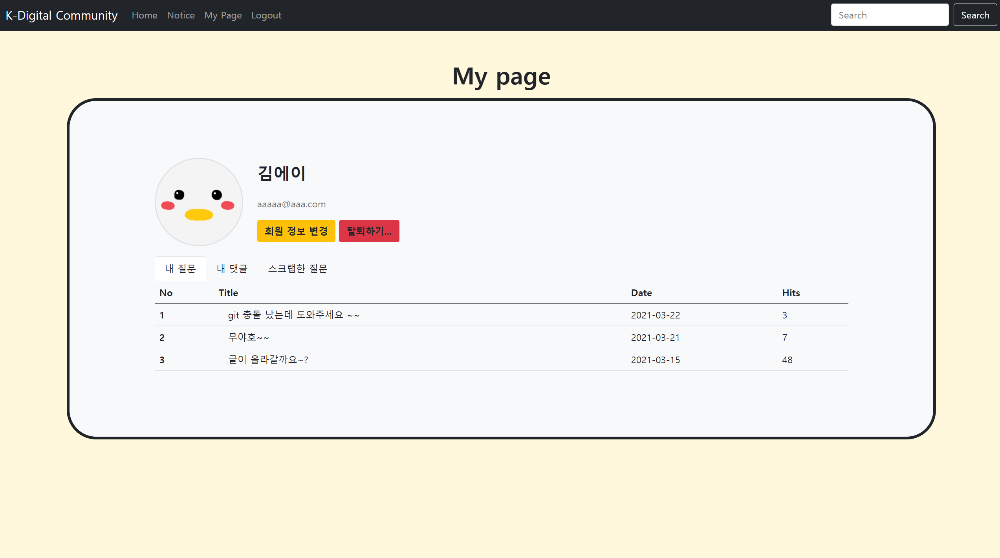 K-Digital Community Home Notice My Page Logout Search Search
My page
김에이
aaaaa@aaa.com
회원 정보 변경 탈퇴하기...
내 질문 내 댓글 스크랩한 질문
No Title Date Hits
1 git 충돌 났는데 도와주세요 ~~ 2021-03-22 3
2 무야호~~ 2021-03-21 7
3 글이 올라갈까요~? 2021-03-15 48